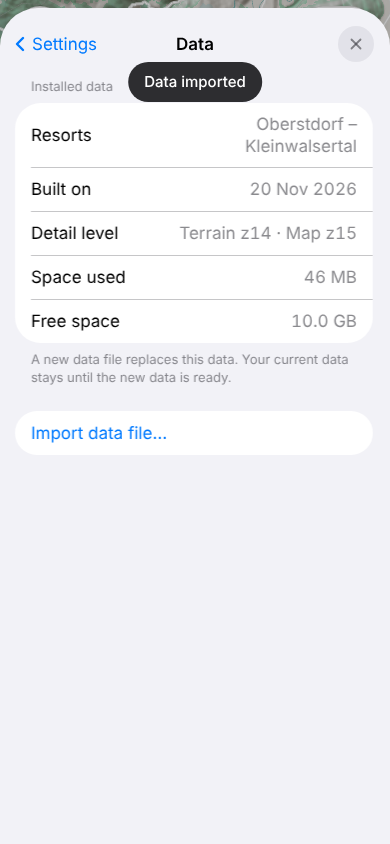 Settings
Data
Installed data
Data imported
Resorts
Oberstdorf –
Kleinwalsertal
Built on
20 Nov 2026
Detail level
Terrain z14 · Map z15
Space used
46 MB
Free space
10.0 GB
A new data file replaces this data. Your current data
stays until the new data is ready.
Import data file...